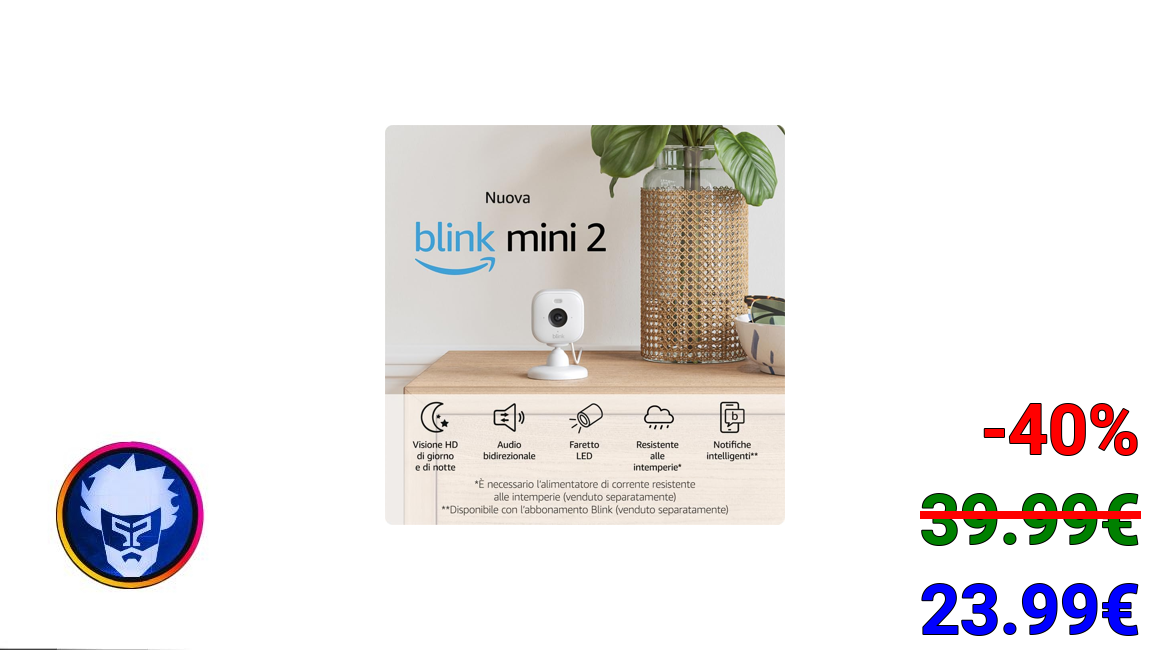 Nuova
blink mini 2
Visione HD
di giorno
e di notte
Audio
bidirezionale
Faretto
LED
Resistente
alle
intemperie*
b
Notifiche
intelligenti**
*È necessario l'alimentatore di corrente resistente
alle intemperie (venduto separatamente)
**Disponibile con l'abbonamento Blink (venduto separatamente)
-40%
39.99€
23.99€